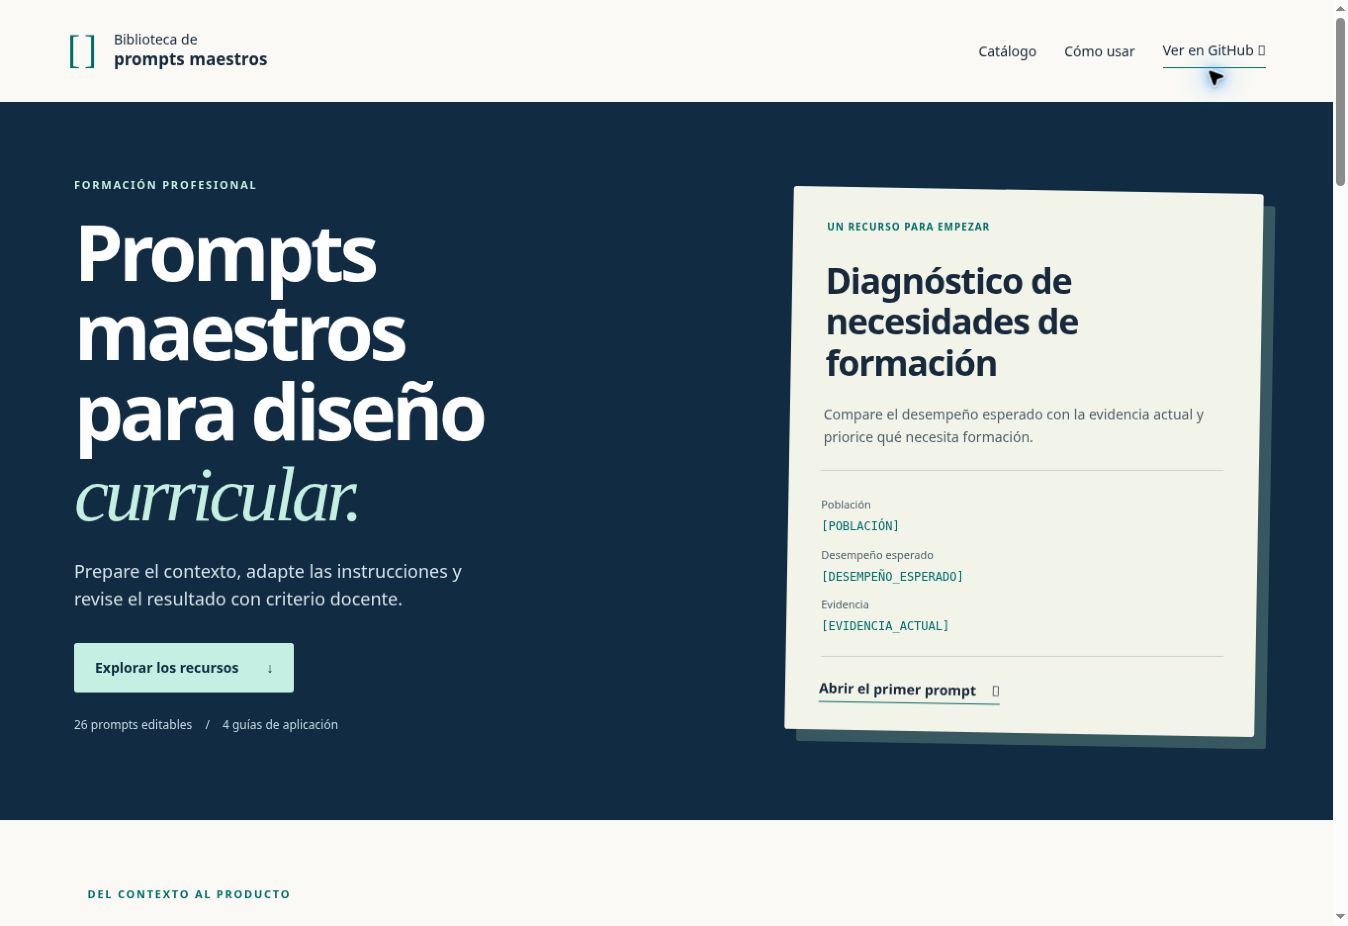 [ ]
Biblioteca de
prompts maestros
Catálogo
Cómo usar
Ver en GitHub
FORMACIÓN PROFESIONAL
Prompts
maestros
para diseño
curricular.
Prepare el contexto, adapte las instrucciones y
revise el resultado con criterio docente.
Explorar los recursos ↓
26 prompts editables / 4 guías de aplicación
UN RECURSO PARA EMPEZAR
Diagnóstico de
necesidades de
formación
Compare el desempeño esperado con la evidencia actual y
priorice qué necesita formación.
Población
[POBLACIÓN]
Desempeño esperado
[DESEMPEÑO_ESPERADO]
Evidencia
[EVIDENCIA_ACTUAL]
Abrir el primer prompt
DEL CONTEXTO AL PRODUCTO